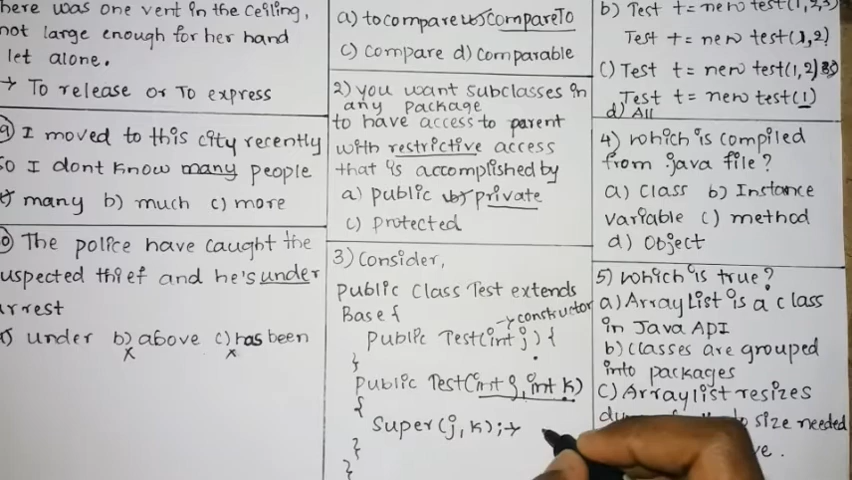 here was one vent in the ceiling,
not large enough for her hand
let alone.
→ To release or To express
9) I moved to this city recently
so I dont know many people
many b) much c) more
The police have caught the
uspected thief and he's under
arrest
under b) above c) has been
a) to compare b) compareTo
c) compare d) comparable
2) you want subclasses in
any package
to have access to parent
with restrictive access
that is accomplished by
a) public b) private
c) protected
3) Consider,
public class Test extends
Base {
→ constructor
public Test(int j) {
}
public Test(int j, int k)
{
Super(j, k); →
}
}
b) Test t = new test(1,2,3)
Test t = new test(1,2)
c) Test t = new test(1,2)
Test t = new test(1)
d) All
4) which is compiled
from java file?
a) Class b) Instance
variable c) method
d) Object
5) which is true?
a) ArrayList is a class
in Java API
b) classes are grouped
into packages
c) Arraylist resizes
to size needed